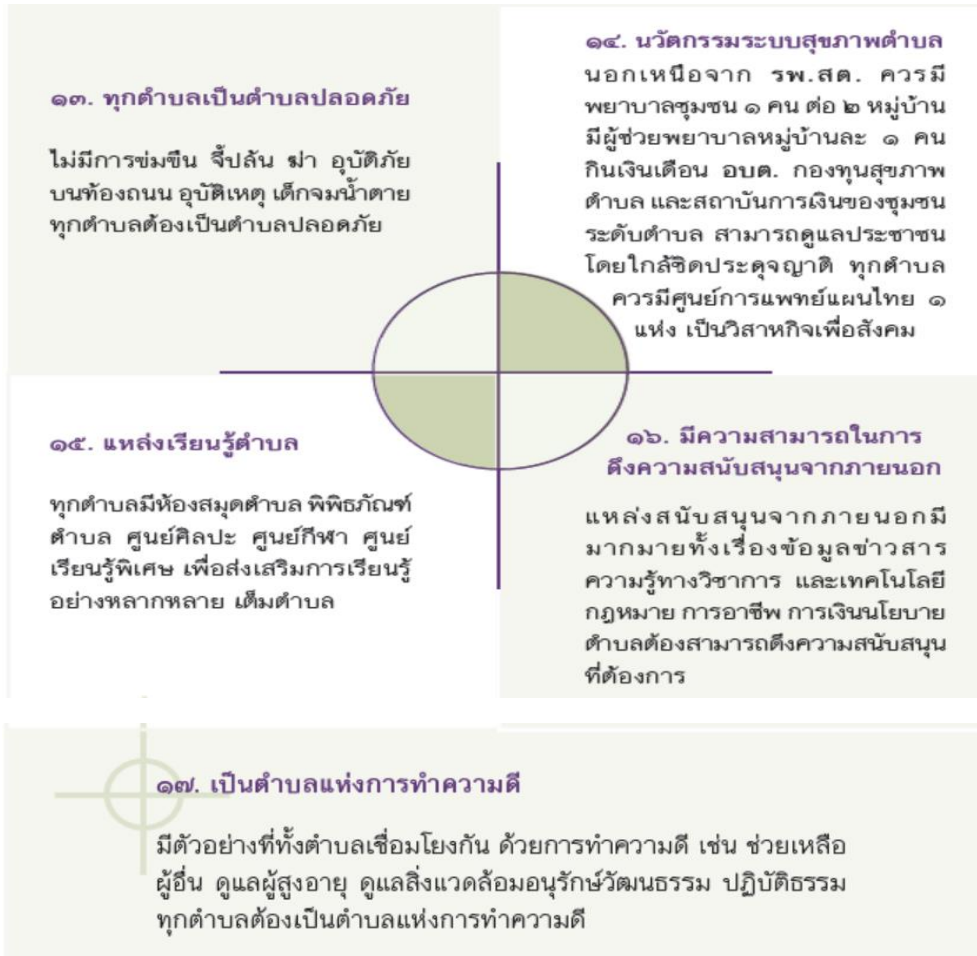 ๑๓. ทุกตำบลเป็นตำบลปลอดภัย
ไม่มีการข่มขืน จี้ปล้น ฆ่า อุบัติภัย
บนท้องถนน อุบัติเหตุ เด็กจมน้ำตาย
ทุกตำบลต้องเป็นตำบลปลอดภัย
๑๔. นวัตกรรมระบบสุขภาพตำบล
นอกเหนือจาก รพ.สต. ควรมี
พยาบาลชุมชน ๑ คน ต่อ ๒ หมู่บ้าน
มีผู้ช่วยพยาบาลหมู่บ้านละ ๑ คน
กินเงินเดือน อบต. กองทุนสุขภาพ
ตำบล และสถาบันการเงินของชุมชน
ระดับตำบล สามารถดูแลประชาชน
โดยใกล้ชิดประดุจญาติ ทุกตำบล
ควรมีศูนย์การแพทย์แผนไทย ๑
แห่ง เป็นวิสาหกิจเพื่อสังคม
๑๕. แหล่งเรียนรู้ตำบล
ทุกตำบลมีห้องสมุดตำบล พิพิธภัณฑ์
ตำบล ศูนย์ศิลปะ ศูนย์กีฬา ศูนย์
เรียนรู้พิเศษ เพื่อส่งเสริมการเรียนรู้
อย่างหลากหลาย เต็มตำบล
๑๖. มีความสามารถในการ
ดึงความสนับสนุนจากภายนอก
แหล่งสนับสนุนจากภายนอกมี
มากมายทั้งเรื่องข้อมูลข่าวสาร
ความรู้ทางวิชาการ และเทคโนโลยี
กฎหมาย การอาชีพ การเงินนโยบาย
ตำบลต้องสามารถดึงความสนับสนุน
ที่ต้องการ
๑๗. เป็นตำบลแห่งการทำความดี
มีตัวอย่างที่ทั้งตำบลเชื่อมโยงกัน ด้วยการทำความดี เช่น ช่วยเหลือ
ผู้อื่น ดูแลผู้สูงอายุ ดูแลสิ่งแวดล้อมอนุรักษ์วัฒนธรรม ปฏิบัติธรรม
ทุกตำบลต้องเป็นตำบลแห่งการทำความดี